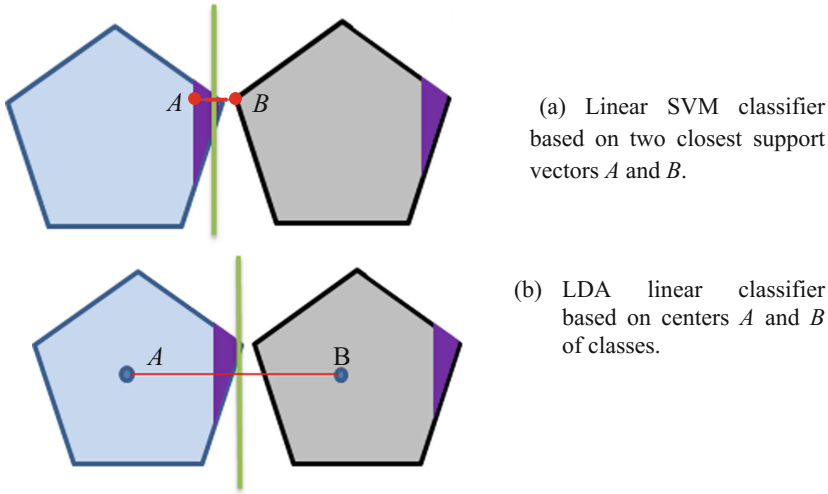 A
B
(a) Linear SVM classifier
based on two closest support
vectors A and B.
A
B
(b) LDA linear classifier
based on centers A and B
of classes.